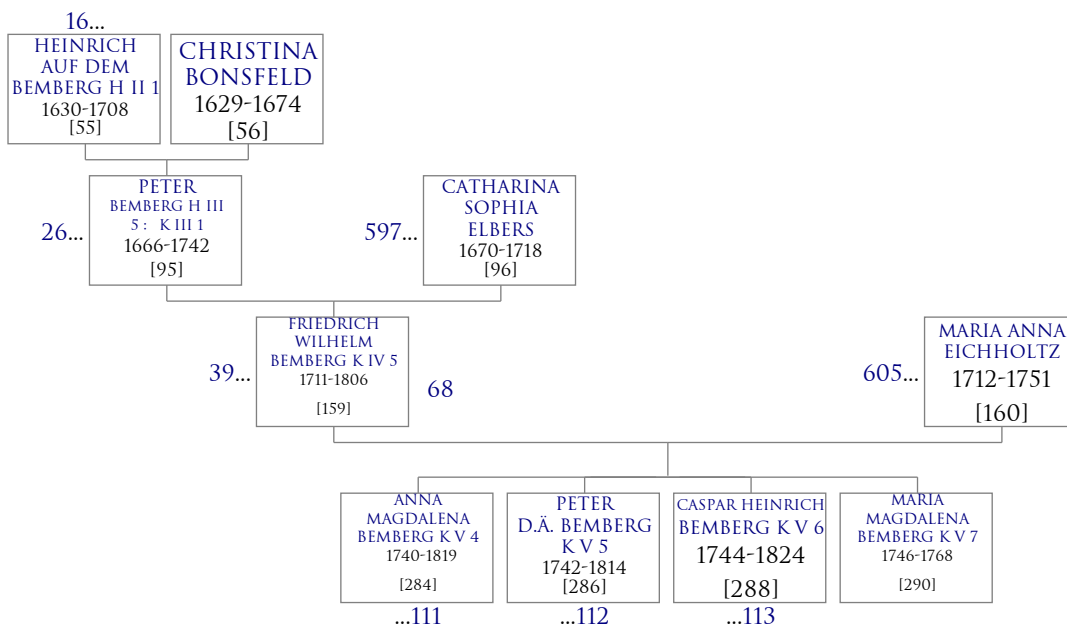 16...
HEINRICH
AUF DEM
BEMBERG H II 1
1630-1708
[55]
CHRISTINA
BONSFELD
1629-1674
[56]
26...
PETER
BEMBERG H III
5 : K III 1
1666-1742
[95]
597...
CATHARINA
SOPHIA
ELBERS
1670-1718
[96]
39...
FRIEDRICH
WILHELM
BEMBERG K IV 5
1711-1806
[159]
68
605...
MARIA ANNA
EICHHOLTZ
1712-1751
[160]
ANNA
MAGDALENA
BEMBERG K V 4
1740-1819
[284]
...111
PETER
D.Ä. BEMBERG
K V 5
1742-1814
[286]
...112
CASPAR HEINRICH
BEMBERG K V 6
1744-1824
[288]
...113
MARIA
MAGDALENA
BEMBERG K V 7
1746-1768
[290]